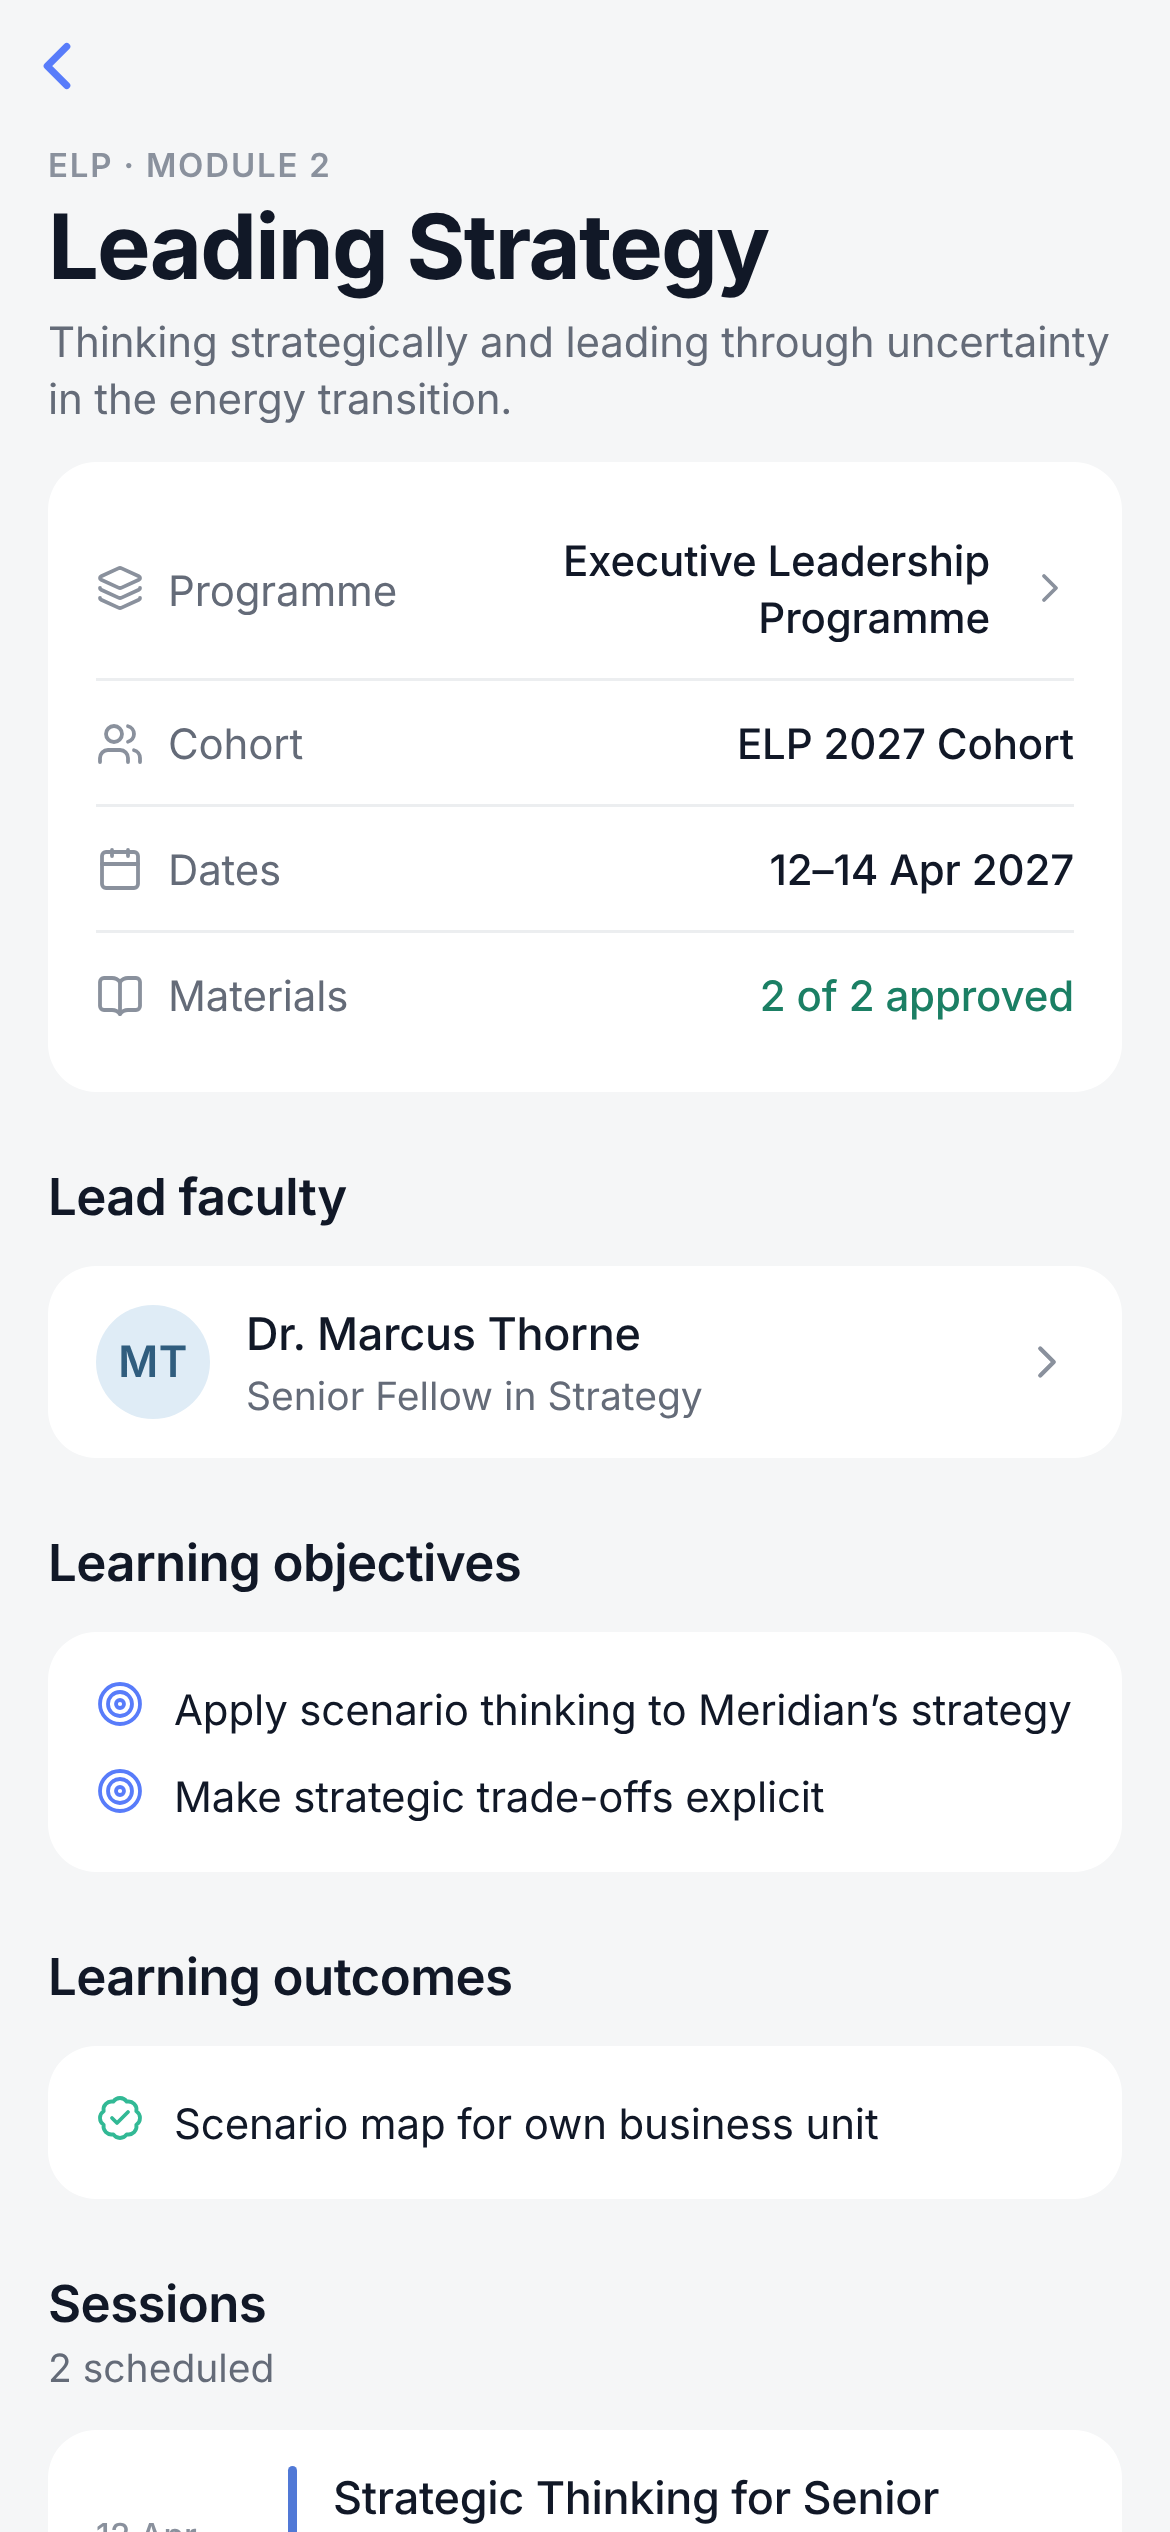 ELP · MODULE 2
Leading Strategy
Thinking strategically and leading through uncertainty
in the energy transition.
Programme
Executive Leadership
Programme
Cohort
ELP 2027 Cohort
Dates
12–14 Apr 2027
Materials
2 of 2 approved
Lead faculty
MT
Dr. Marcus Thorne
Senior Fellow in Strategy
Learning objectives
Apply scenario thinking to Meridian’s strategy
Make strategic trade-offs explicit
Learning outcomes
Scenario map for own business unit
Sessions
2 scheduled
Strategic Thinking for Senior
12 Apr